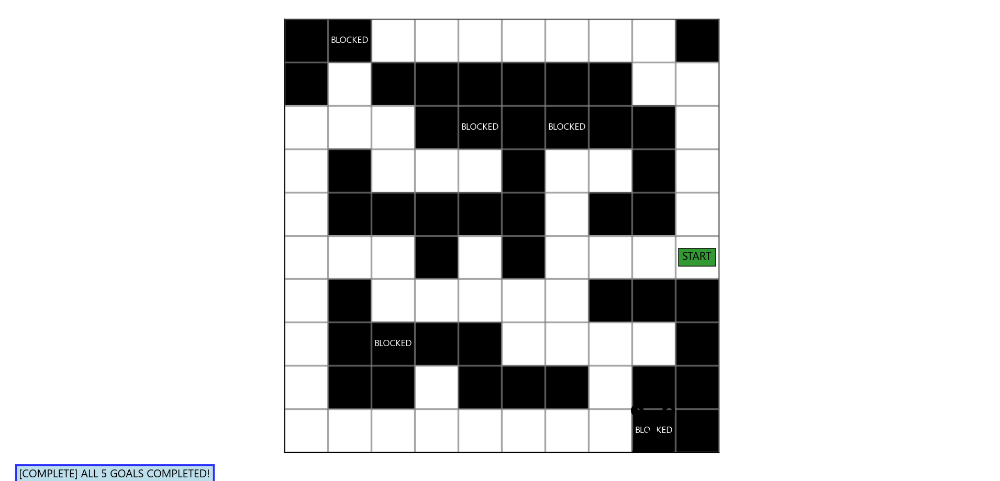 BLOCKED
BLOCKED BLOCKED
START
BLOCKED
[COMPLETE] ALL 5 GOALS COMPLETED!